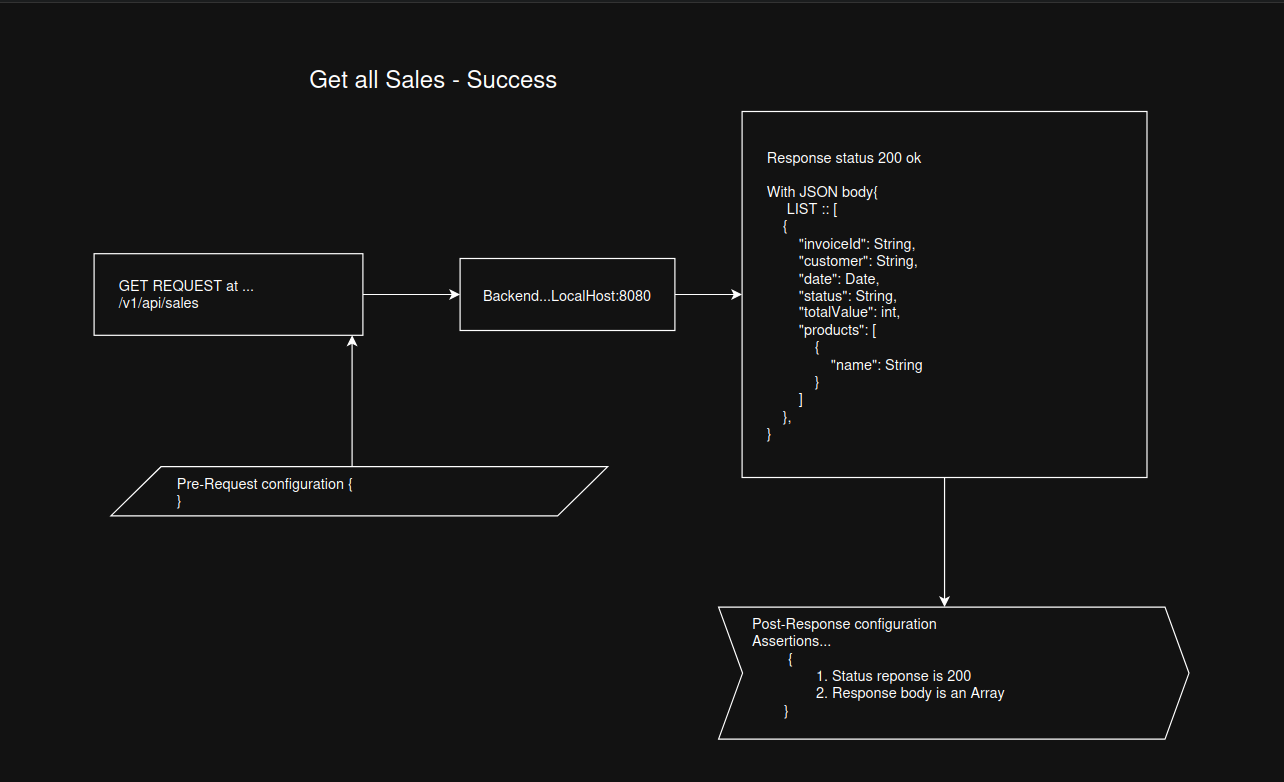 Get all Sales - Success
GET REQUEST at ...
/v1/api/sales
Backend...LocalHost:8080
Response status 200 ok
With JSON body{
LIST :: [
{
"invoiceId": String,
"customer": String,
"date": Date,
"status": String,
"totalValue": int,
"products": [
{
"name": String
}
]
},
}
Pre-Request configuration {
}
Post-Response configuration
Assertions...
{
1. Status reponse is 200
2. Response body is an Array
}